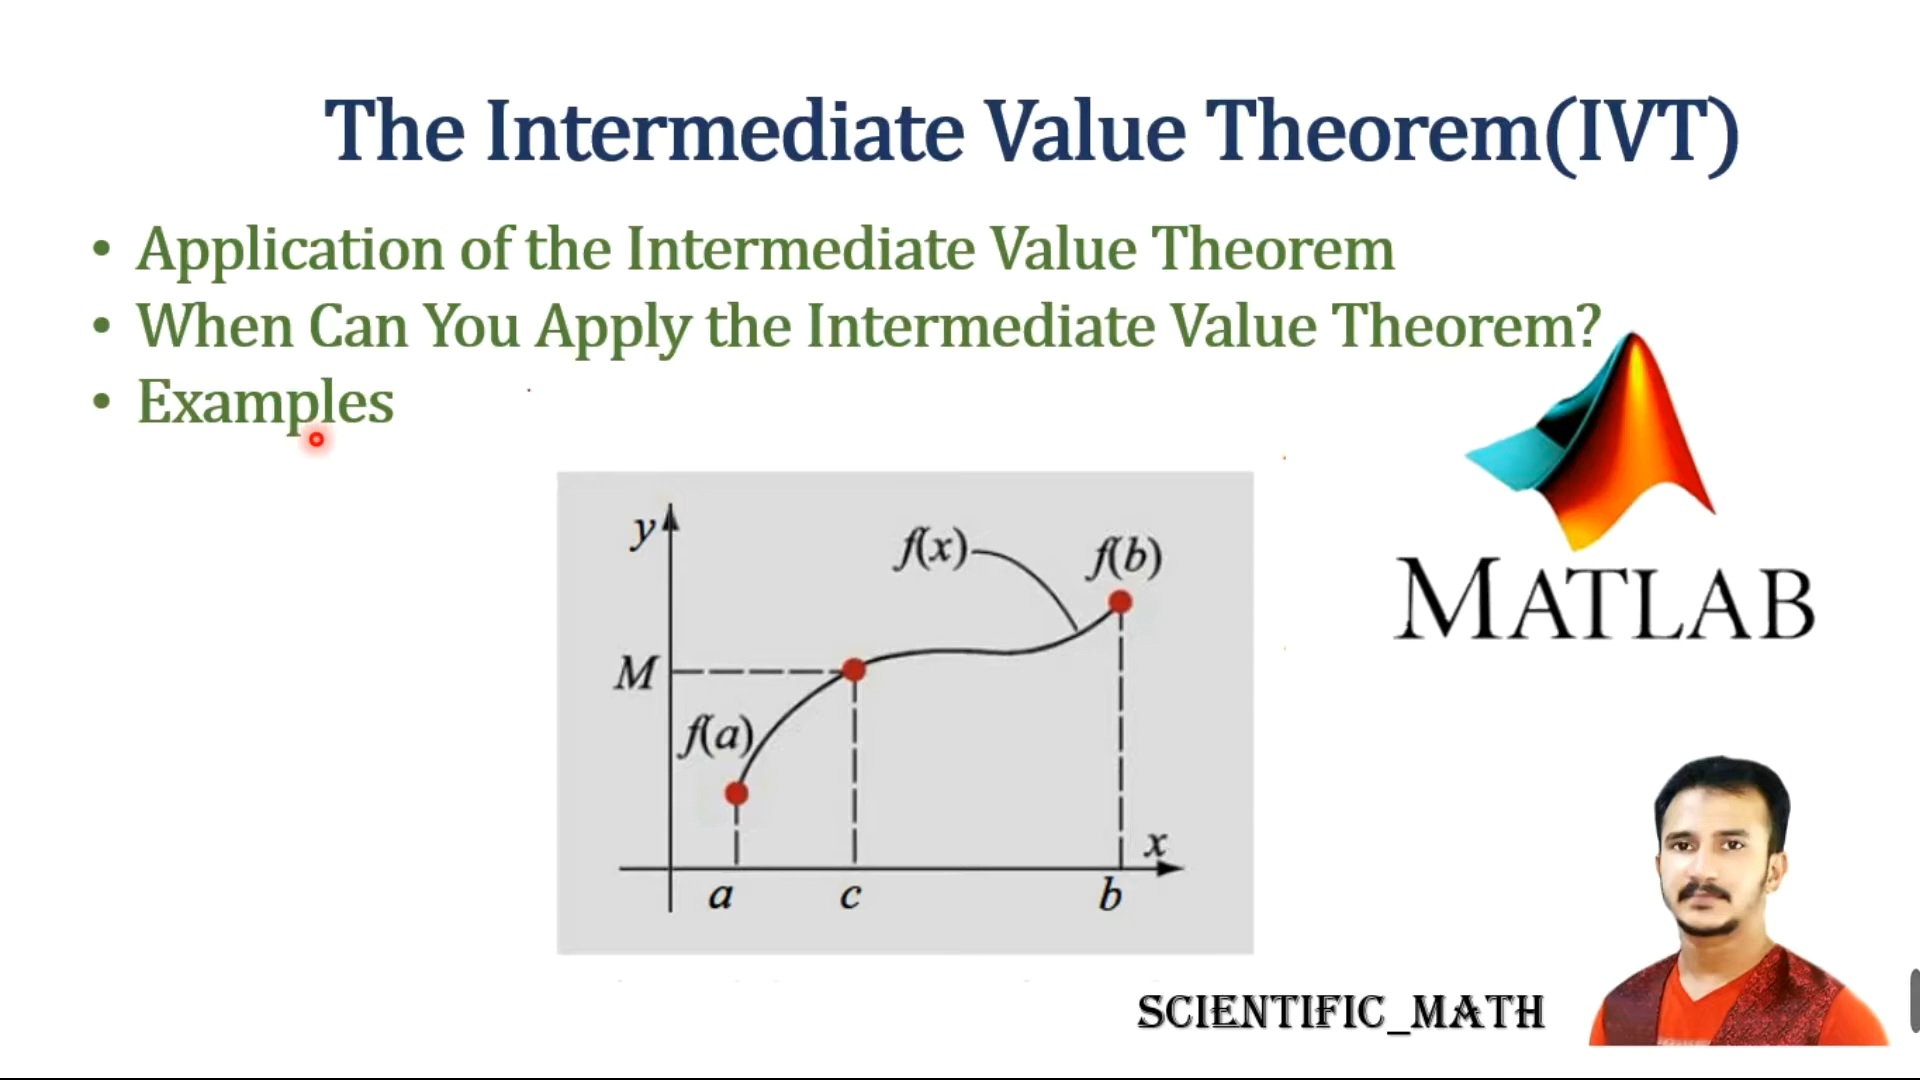 The Intermediate Value Theorem(IVT)
• Application of the Intermediate Value Theorem
• When Can You Apply the Intermediate Value Theorem?
• Examples
y
f(x)
f(b)
M
f(a)
x
a
c
b
MATLAB
SCIENTIFIC_MATH